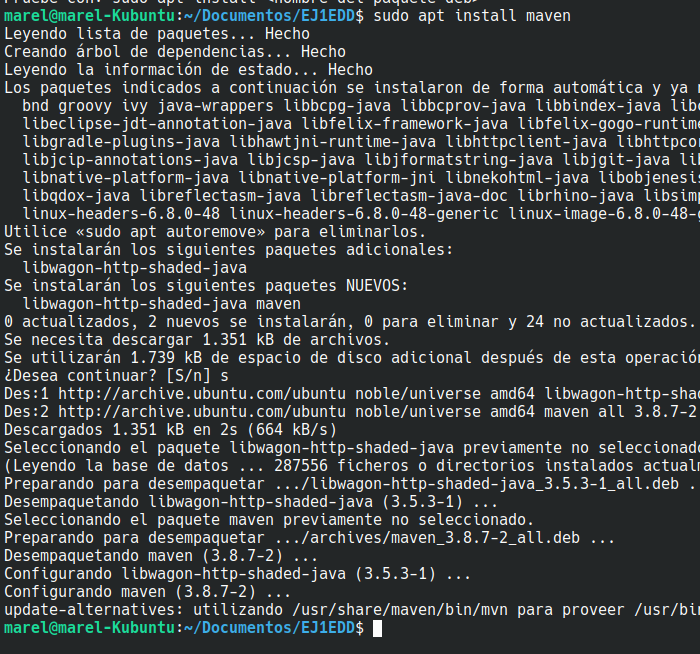 marel@marel-Kubuntu:~/Documentos/EJ1EDD$ sudo apt install maven
Leyendo lista de paquetes... Hecho
Creando árbol de dependencias... Hecho
Leyendo la información de estado... Hecho
Los paquetes indicados a continuación se instalaron de forma automática y ya
  bnd groovy ivy java-wrappers libbcpg-java libbcprov-java libbindex-java
  libeclipse-jdt-annotation-java libfelix-framework-java libfelix-gogo-runtime
  libgradle-plugins-java libhawtjni-runtime-java libhttpclient-java libhttpcor
  libjcip-annotations-java libjcsp-java libjformatstring-java libjgit-java
  libnative-platform-java libnative-platform-jni libnekohtml-java libobjenesis
  libqdox-java libreflectasm-java libreflectasm-java-doc librhino-java libsimp
  linux-headers-6.8.0-48 linux-headers-6.8.0-48-generic linux-image-6.8.0-48-g
Utilice «sudo apt autoremove» para eliminarlos.
Se instalarán los siguientes paquetes adicionales:
  libwagon-http-shaded-java
Se instalarán los siguientes paquetes NUEVOS:
  libwagon-http-shaded-java maven
0 actualizados, 2 nuevos se instalarán, 0 para eliminar y 24 no actualizados.
Se necesita descargar 1.351 kB de archivos.
Se utilizarán 1.739 kB de espacio de disco adicional después de esta operación
¿Desea continuar? [S/n] s
Des:1 http://archive.ubuntu.com/ubuntu noble/universe amd64 libwagon-http-shad
Des:2 http://archive.ubuntu.com/ubuntu noble/universe amd64 maven all 3.8.7-2
Descargados 1.351 kB en 2s (664 kB/s)
Seleccionando el paquete libwagon-http-shaded-java previamente no seleccionado
(Leyendo la base de datos ... 287556 ficheros o directorios instalados actualm
Preparando para desempaquetar .../libwagon-http-shaded-java_3.5.3-1_all.deb .
Desempaquetando libwagon-http-shaded-java (3.5.3-1) ...
Seleccionando el paquete maven previamente no seleccionado.
Preparando para desempaquetar .../archives/maven_3.8.7-2_all.deb ...
Desempaquetando maven (3.8.7-2) ...
Configurando libwagon-http-shaded-java (3.5.3-1) ...
Configurando maven (3.8.7-2) ...
update-alternatives: utilizando /usr/share/maven/bin/mvn para proveer /usr/bin
marel@marel-Kubuntu:~/Documentos/EJ1EDD$